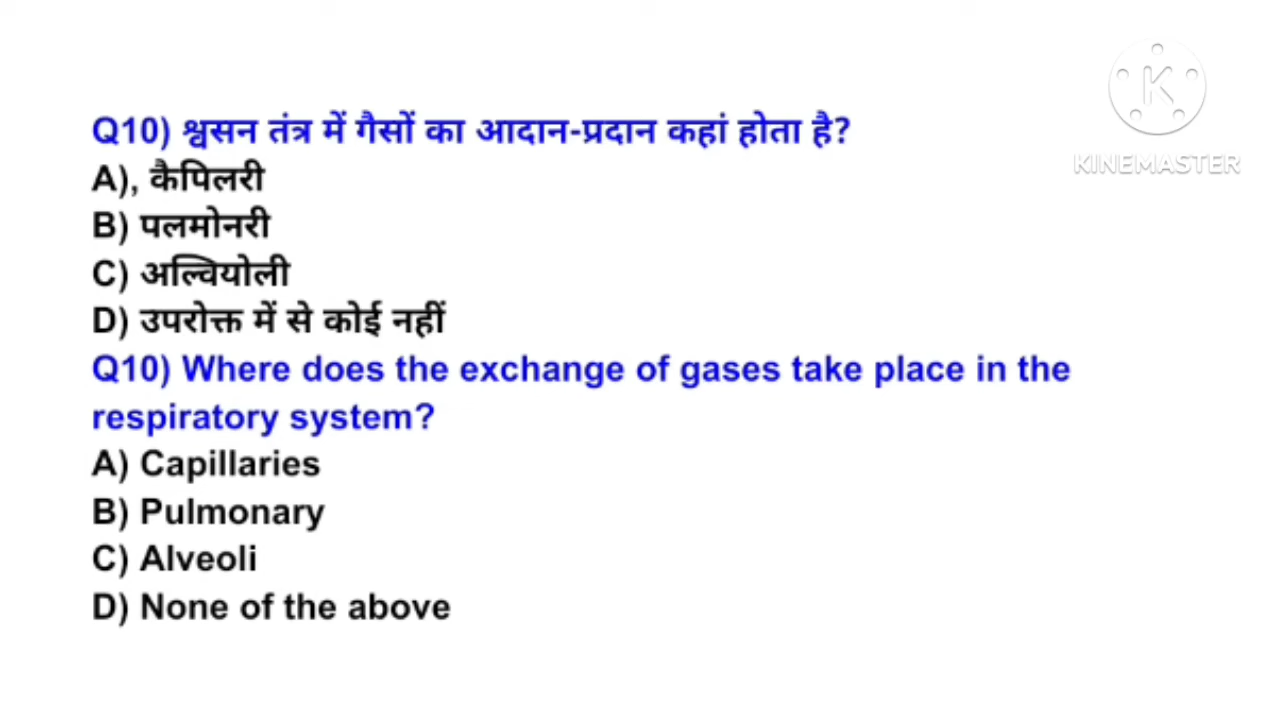 Q10) श्वसन तंत्र में गैसों का आदान-प्रदान कहां होता है?
A), कैपिलरी
B) पलमोनरी
C) अल्वियोली
D) उपरोक्त में से कोई नहीं
Q10) Where does the exchange of gases take place in the
respiratory system?
A) Capillaries
B) Pulmonary
C) Alveoli
D) None of the above
K
KINEMASTER